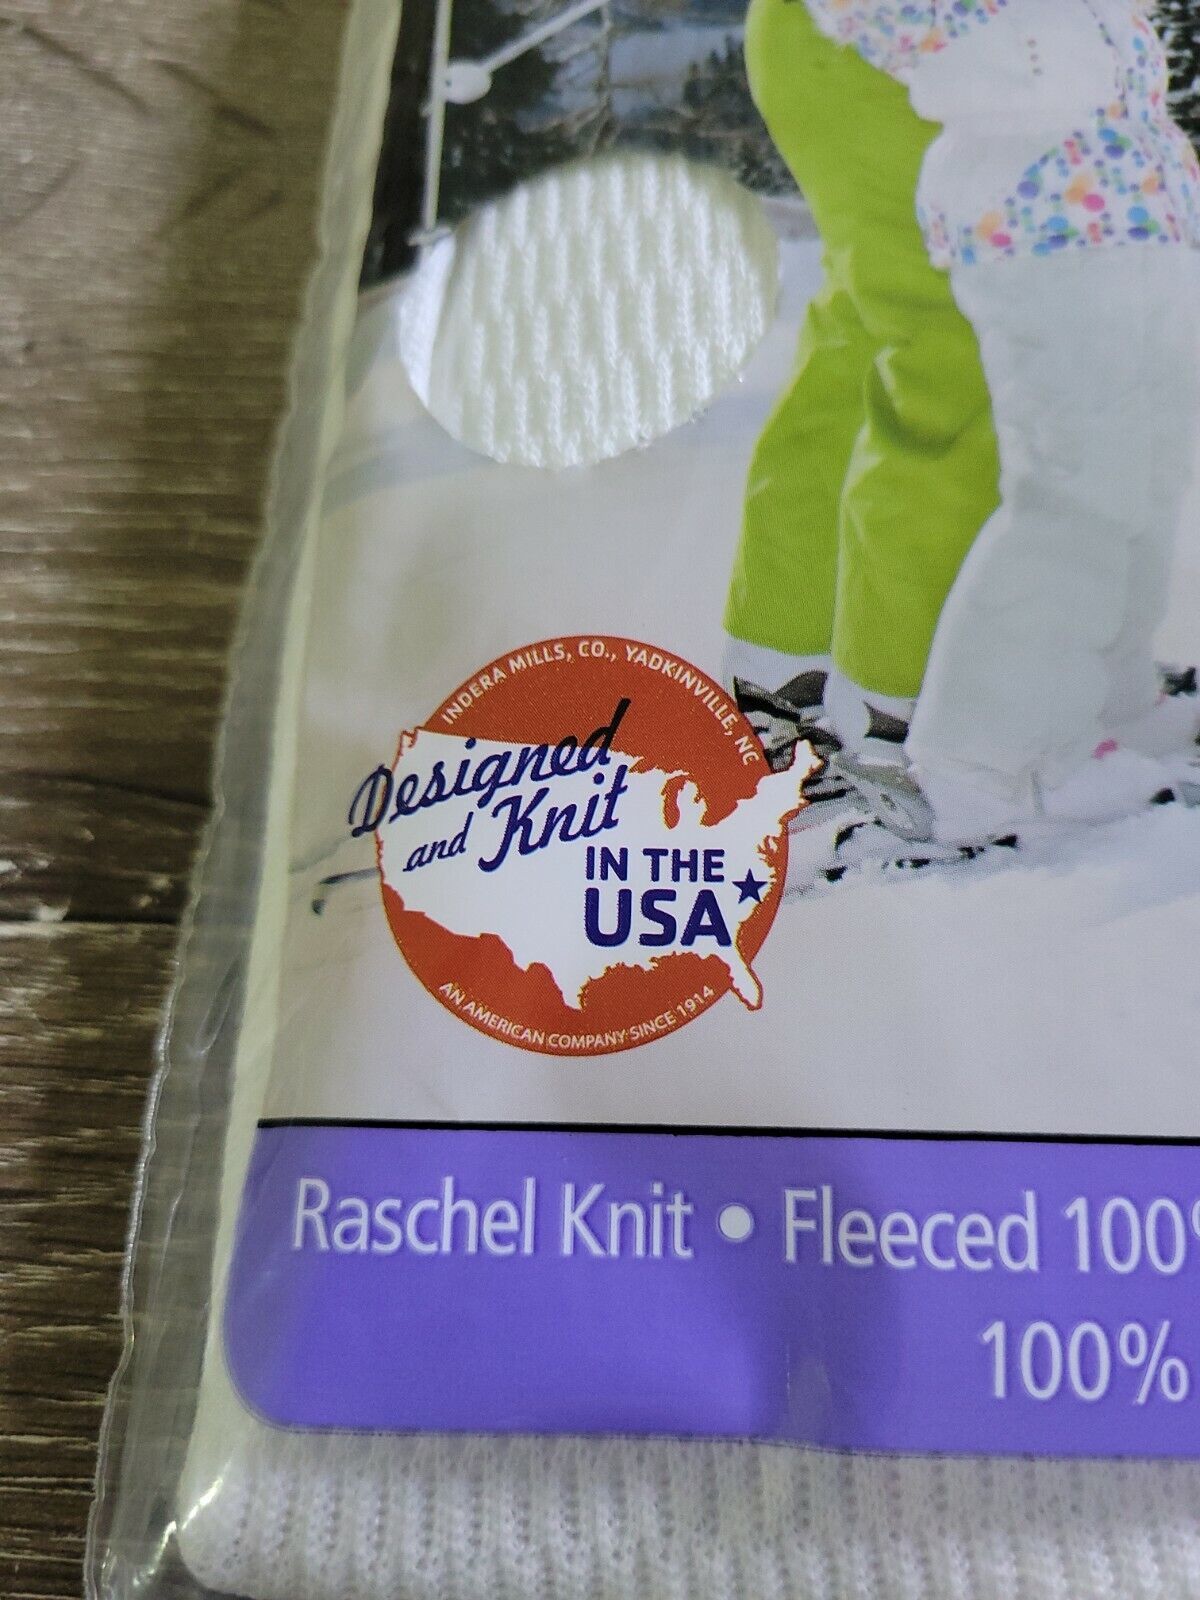 INDERA MILLS, CO., YADKINVILLE, NC
Designed
and Knit
IN THE
USA
AN AMERICAN COMPANY SINCE 1914
Raschel Knit • Fleeced 100%
100%